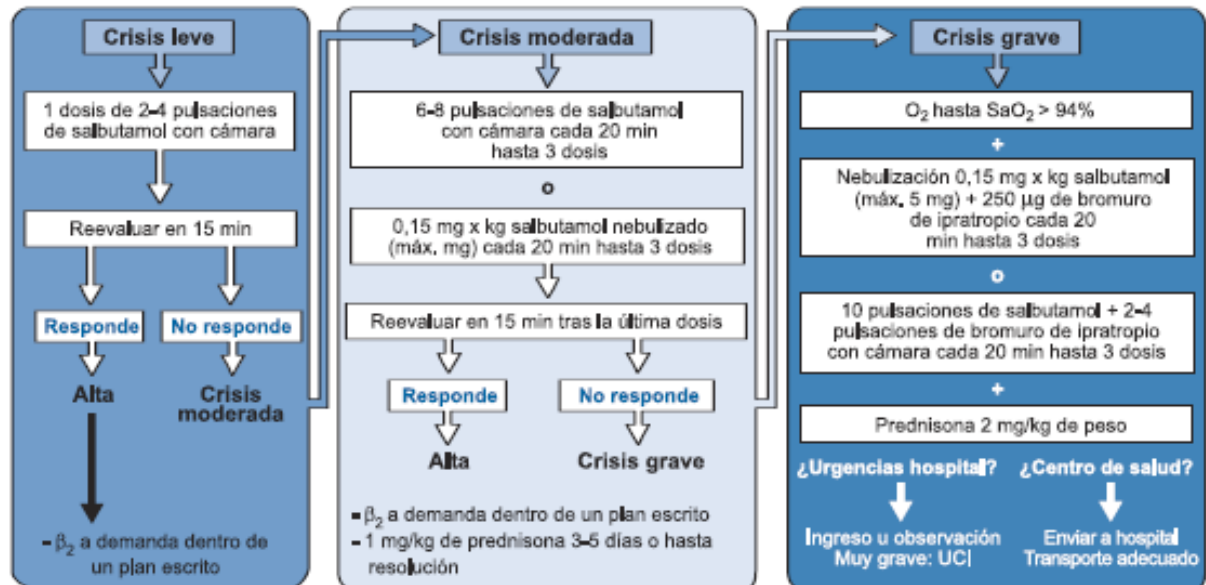 Crisis leve
1 dosis de 2-4 pulsaciones
de salbutamol con cámara
Reevaluar en 15 min
Responde
No responde
Alta
Crisis
moderada
- β₂ a demanda dentro de
un plan escrito
Crisis moderada
6-8 pulsaciones de salbutamol
con cámara cada 20 min
hasta 3 dosis
o
0,15 mg x kg salbutamol nebulizado
(máx. mg) cada 20 min hasta 3 dosis
Reevaluar en 15 min tras la última dosis
Responde
No responde
Alta
Crisis grave
- β₂ a demanda dentro de un plan escrito
- 1 mg/kg de prednisona 3-5 días o hasta
resolución
Crisis grave
O₂ hasta SaO₂ > 94%
+
Nebulización 0,15 mg x kg salbutamol
(máx. 5 mg) + 250 µg de bromuro
de ipratropio cada 20
min hasta 3 dosis
o
10 pulsaciones de salbutamol + 2-4
pulsaciones de bromuro de ipratropio
con cámara cada 20 min hasta 3 dosis
+
Prednisona 2 mg/kg de peso
¿Urgencias hospital?
¿Centro de salud?
Ingreso u observación
Muy grave: UCI
Enviar a hospital
Transporte adecuado